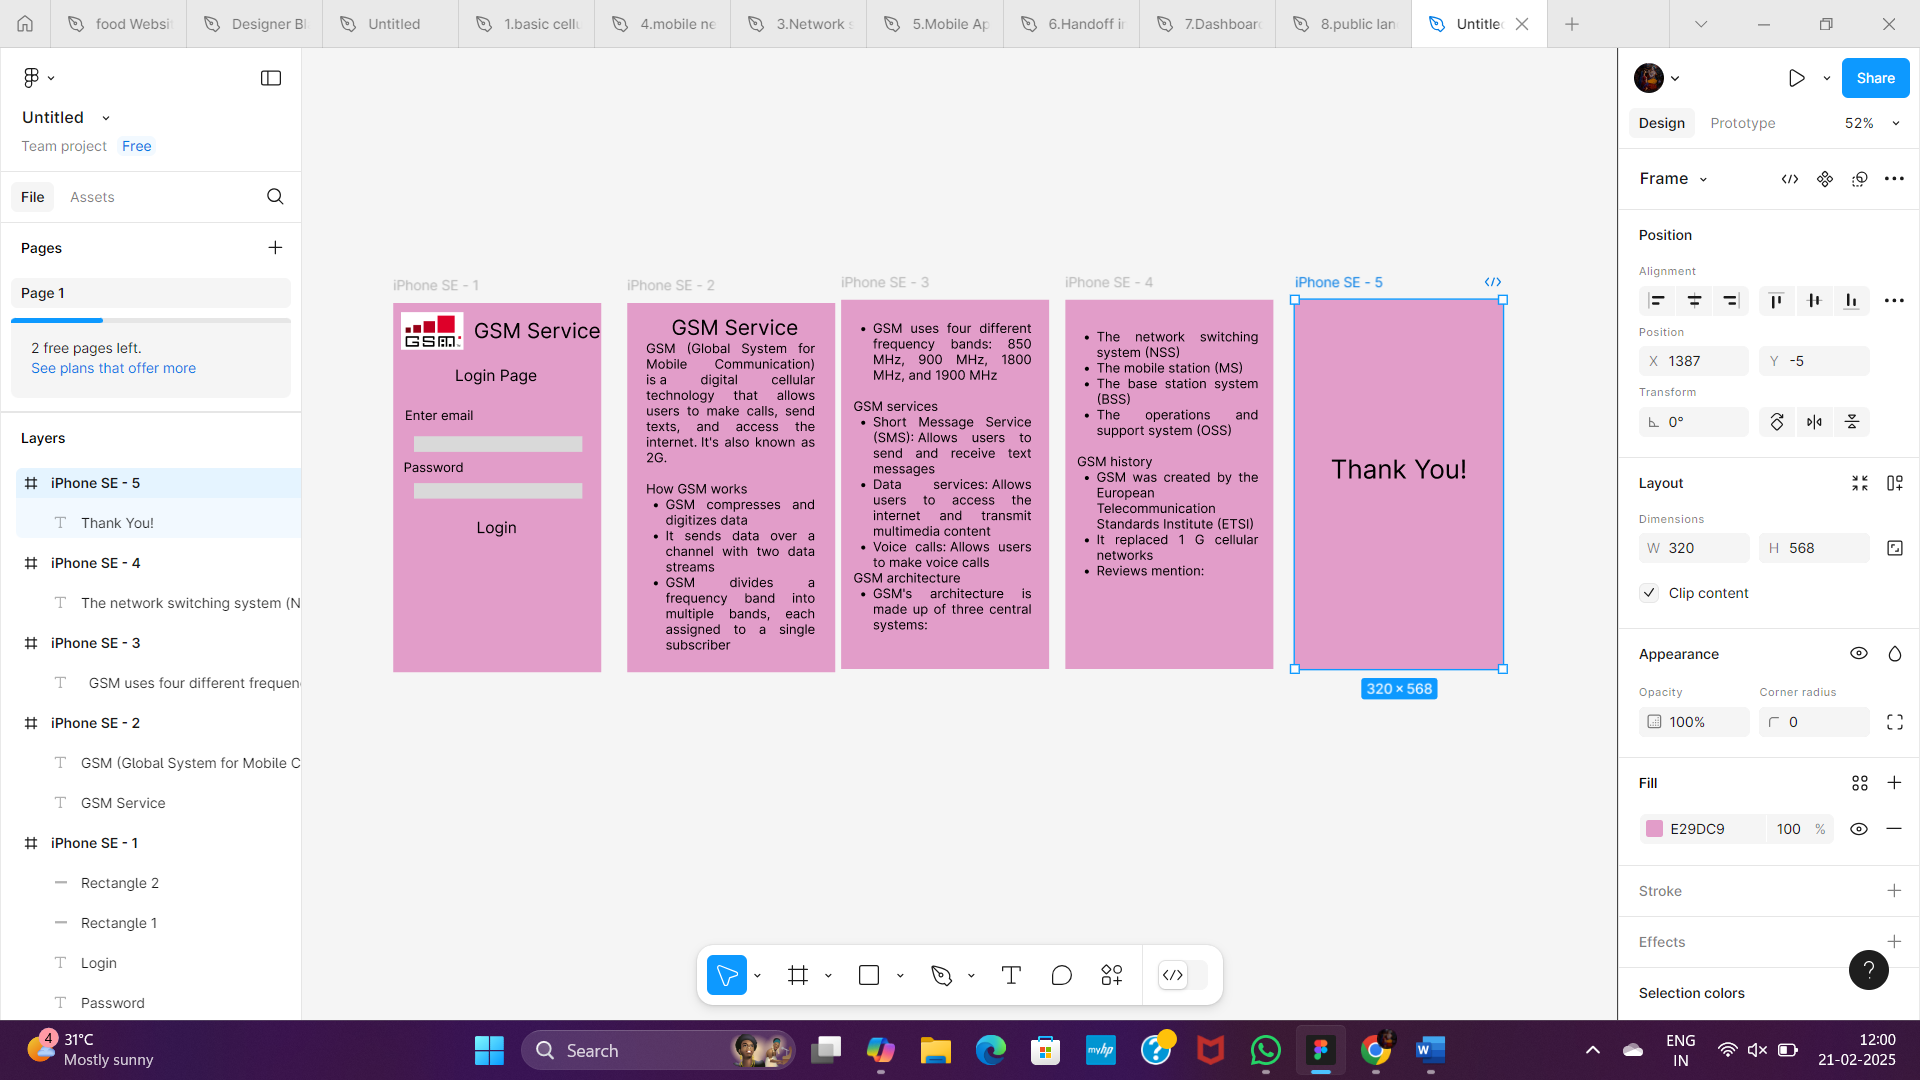 food Websi
Designer Bl
Untitled
1.basic cell
4.mobile ne
3.Network s
5.Mobile Ap
6.Handoff i
7.Dashboar
8.public lan
Untitle
Untitled
Team project Free
File Assets
Pages
Page 1
2 free pages left.
See plans that offer more
Layers
iPhone SE - 5
Thank You!
iPhone SE - 4
The network switching system (N
iPhone SE - 3
GSM uses four different frequen
iPhone SE - 2
GSM (Global System for Mobile C
GSM Service
iPhone SE - 1
Rectangle 2
Rectangle 1
Login
Password
iPhone SE - 1
GSM
GSM Service
Login Page
Enter email
Password
Login
iPhone SE - 2
GSM Service
GSM (Global System for
Mobile Communication)
is a digital cellular
technology that allows
users to make calls, send
texts, and access the
internet. It's also known as
2G.
How GSM works
• GSM compresses and
digitizes data
• It sends data over a
channel with two data
streams
• GSM divides a
frequency band into
multiple bands, each
assigned to a single
subscriber
iPhone SE - 3
• GSM uses four different
frequency bands: 850
MHz, 900 MHz, 1800
MHz, and 1900 MHz
GSM services
• Short Message Service
(SMS): Allows users to
send and receive text
messages
• Data services: Allows
users to access the
internet and transmit
multimedia content
• Voice calls: Allows users
to make voice calls
GSM architecture
• GSM's architecture is
made up of three central
systems:
iPhone SE - 4
• The network switching
system (NSS)
• The mobile station (MS)
• The base station system
(BSS)
• The operations and
support system (OSS)
GSM history
• GSM was created by the
European
Telecommunication
Standards Institute (ETSI)
• It replaced 1 G cellular
networks
• Reviews mention:
iPhone SE - 5
Thank You!
320 × 568
Share
Design Prototype 52%
Frame
Position
Alignment
Position
X 1387 Y -5
Transform
0°
Layout
Dimensions
W 320 H 568
Clip content
Appearance
Opacity Corner radius
100% 0
Fill
E29DC9 100 %
Stroke
Effects
?
Selection colors
4
31°C
Mostly sunny
Search
myhp
W
ENG
IN
12:00
21-02-2025